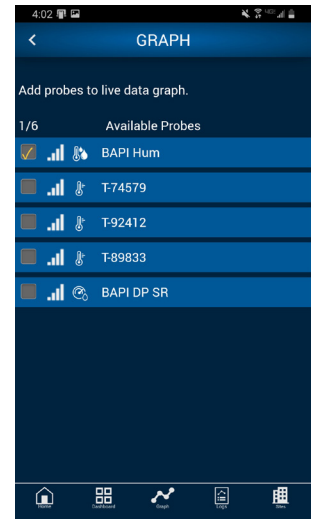 4:02
GRAPH
Add probes to live data graph.
1/6 Available Probes
BAPI Hum
T-74579
T-92412
T-89833
BAPI DP SR
Home Dashboard Graph Logs Sites